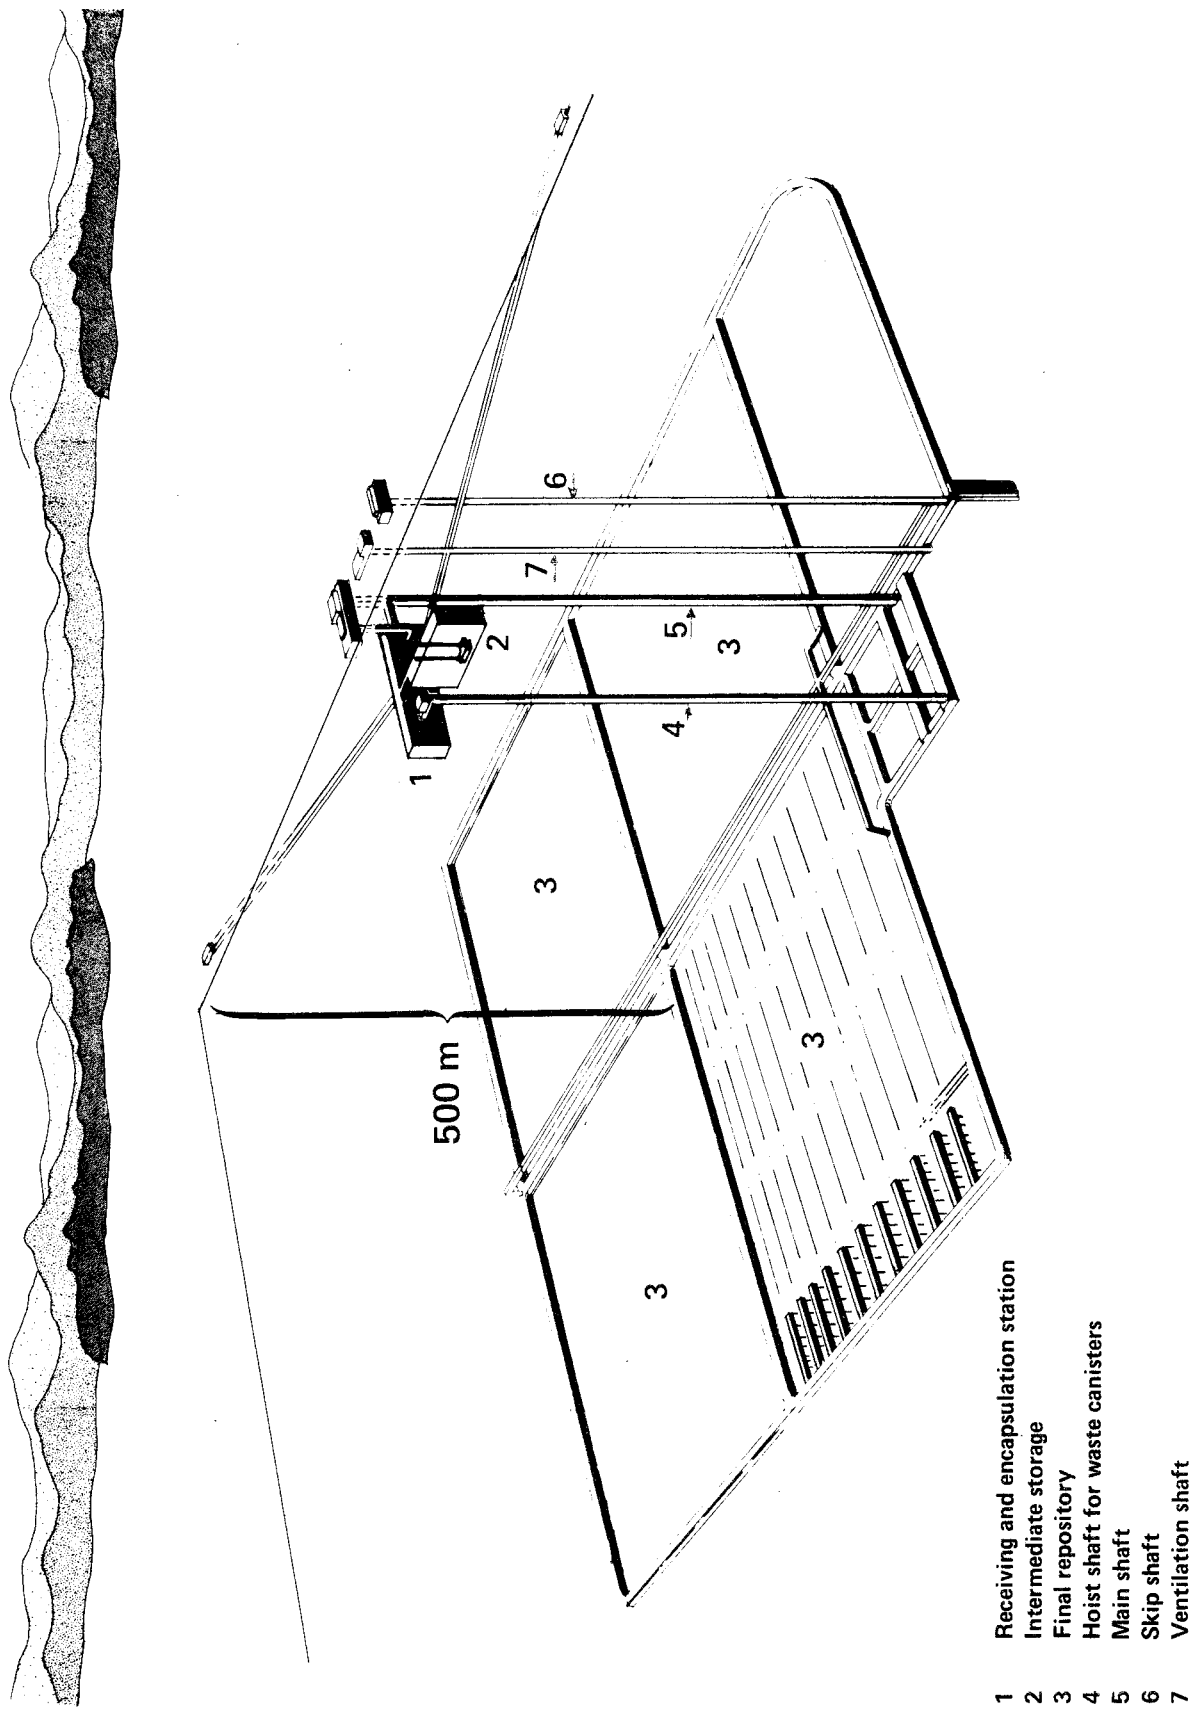 6
7
5
2
3
4
1
3
500 m
3
3
1 Receiving and encapsulation station
2 Intermediate storage
3 Final repository
4 Hoist shaft for waste canisters
5 Main shaft
6 Skip shaft
7 Ventilation shaft